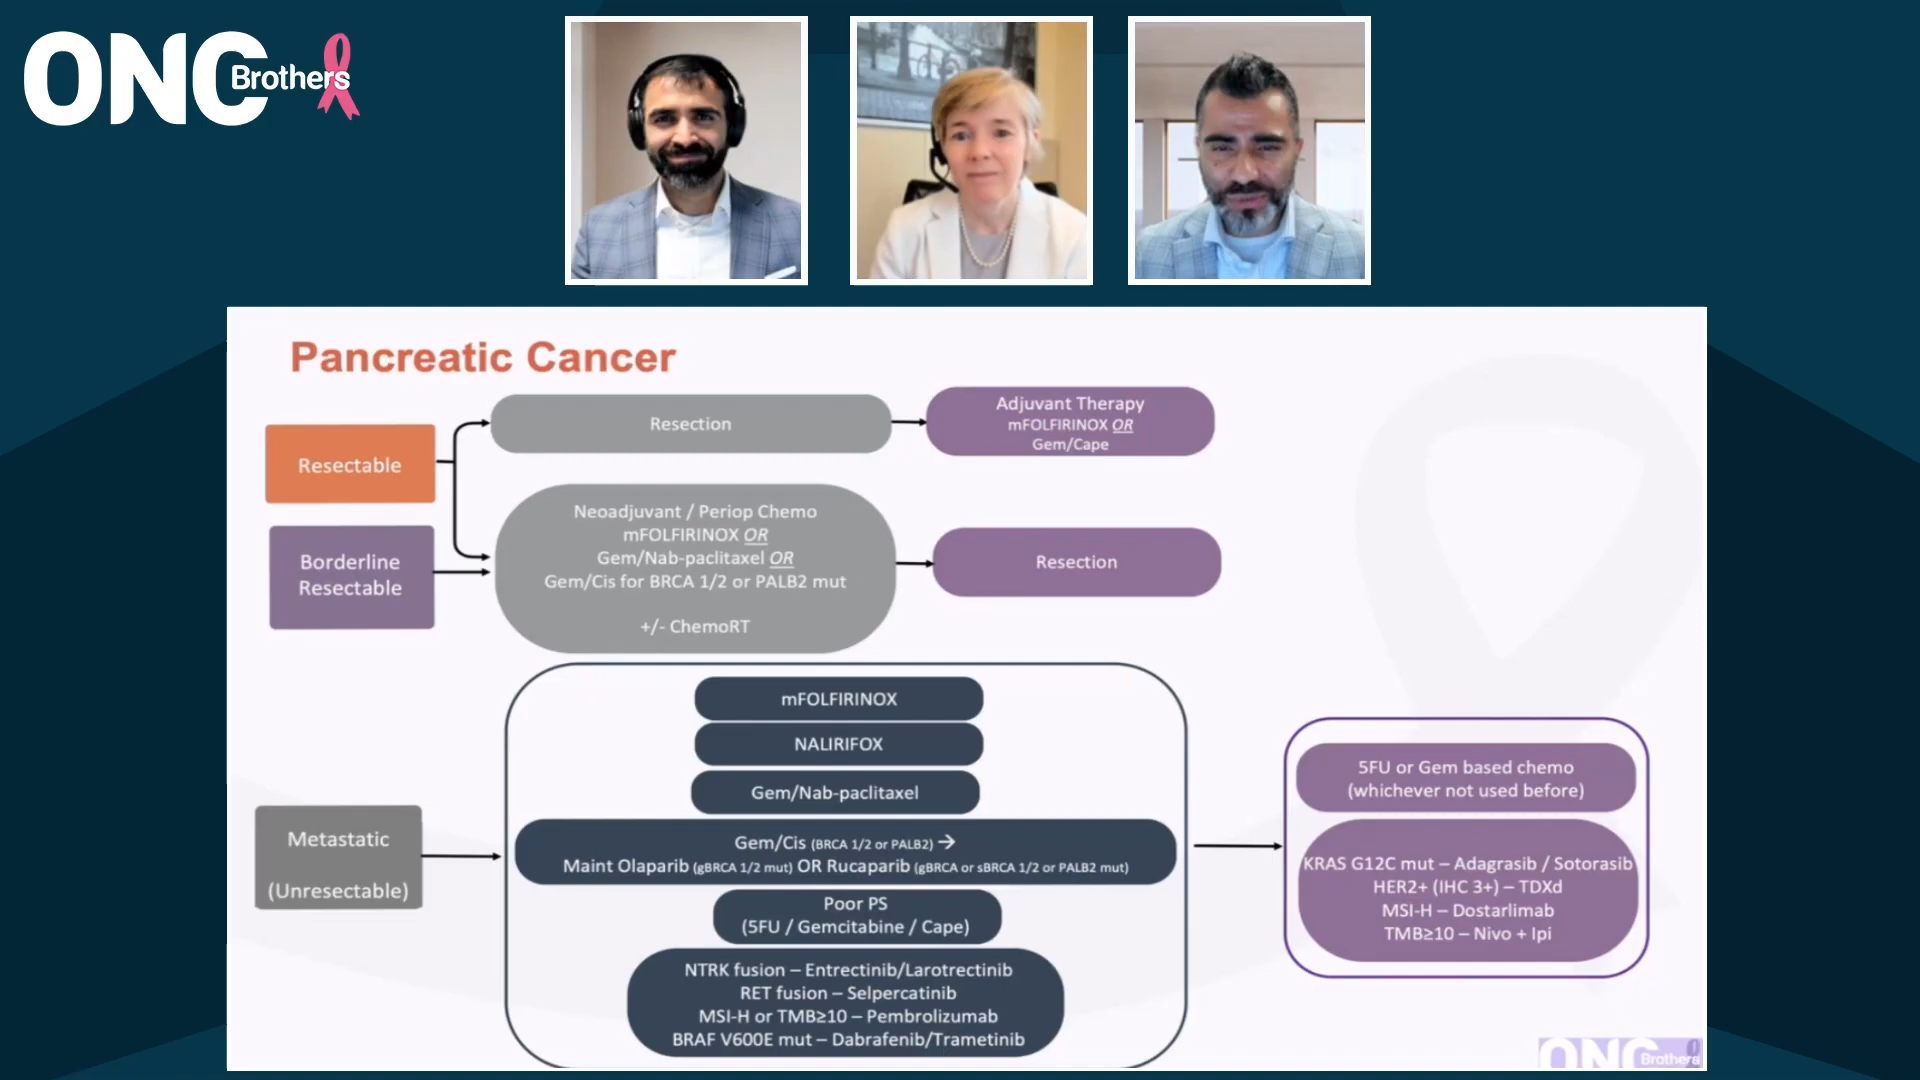 ONC Brothers
Pancreatic Cancer
Resectable
Resection
Adjuvant Therapy
mFOLFIRINOX OR
Gem/Cape
Borderline
Resectable
Neoadjuvant / Periop Chemo
mFOLFIRINOX OR
Gem/Nab-paclitaxel OR
Gem/Cis for BRCA 1/2 or PALB2 mut
+/- ChemoRT
Resection
Metastatic
(Unresectable)
mFOLFIRINOX
NALIRIFOX
Gem/Nab-paclitaxel
Gem/Cis (BRCA 1/2 or PALB2) →
Maint Olaparib (gBRCA 1/2 mut) OR Rucaparib (gBRCA or sBRCA 1/2 or PALB2 mut)
Poor PS
(5FU / Gemcitabine / Cape)
NTRK fusion – Entrectinib/Larotrectinib
RET fusion – Selpercatinib
MSI-H or TMB≥10 – Pembrolizumab
BRAF V600E mut – Dabrafenib/Trametinib
5FU or Gem based chemo
(whichever not used before)
KRAS G12C mut – Adagrasib / Sotorasib
HER2+ (IHC 3+) – TDXd
MSI-H – Dostarlimab
TMB≥10 – Nivo + Ipi
ONC Brothers